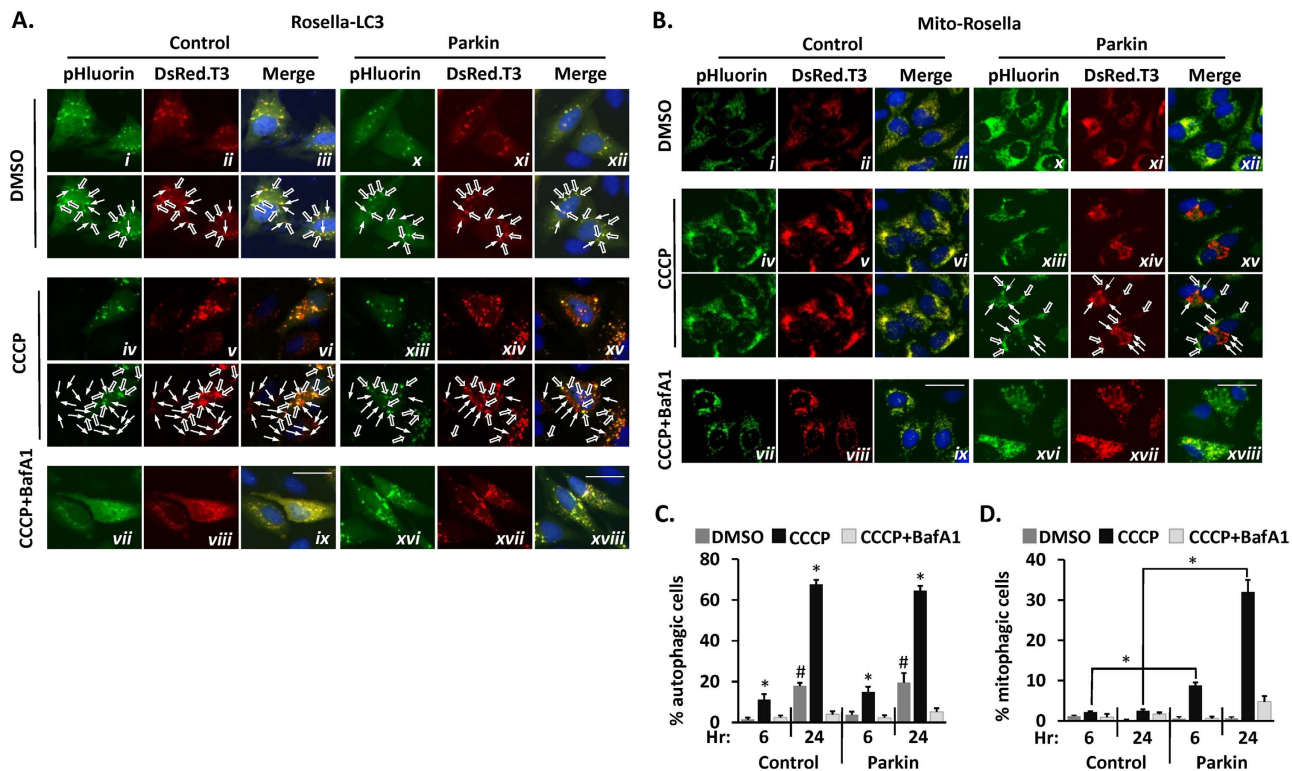 A.
Rosella-LC3
Control Parkin
pHluorin DsRed.T3 Merge pHluorin DsRed.T3 Merge
DMSO
i ii iii x xi xii
CCCP
iv v vi xiii xiv xv
CCCP+BafA1
vii viii ix xvi xvii xviii
B.
Mito-Rosella
Control Parkin
pHluorin DsRed.T3 Merge pHluorin DsRed.T3 Merge
DMSO
i ii iii x xi xii
CCCP
iv v vi xiii xiv xv
CCCP+BafA1
vii viii ix xvi xvii xviii
C.
DMSO CCCP CCCP+BafA1
% autophagic cells
80
60
40
20
0
* # * * # *
Hr: 6 24 6 24
Control Parkin
D.
DMSO CCCP CCCP+BafA1
% mitophagic cells
40
30
20
10
0
* *
Hr: 6 24 6 24
Control Parkin